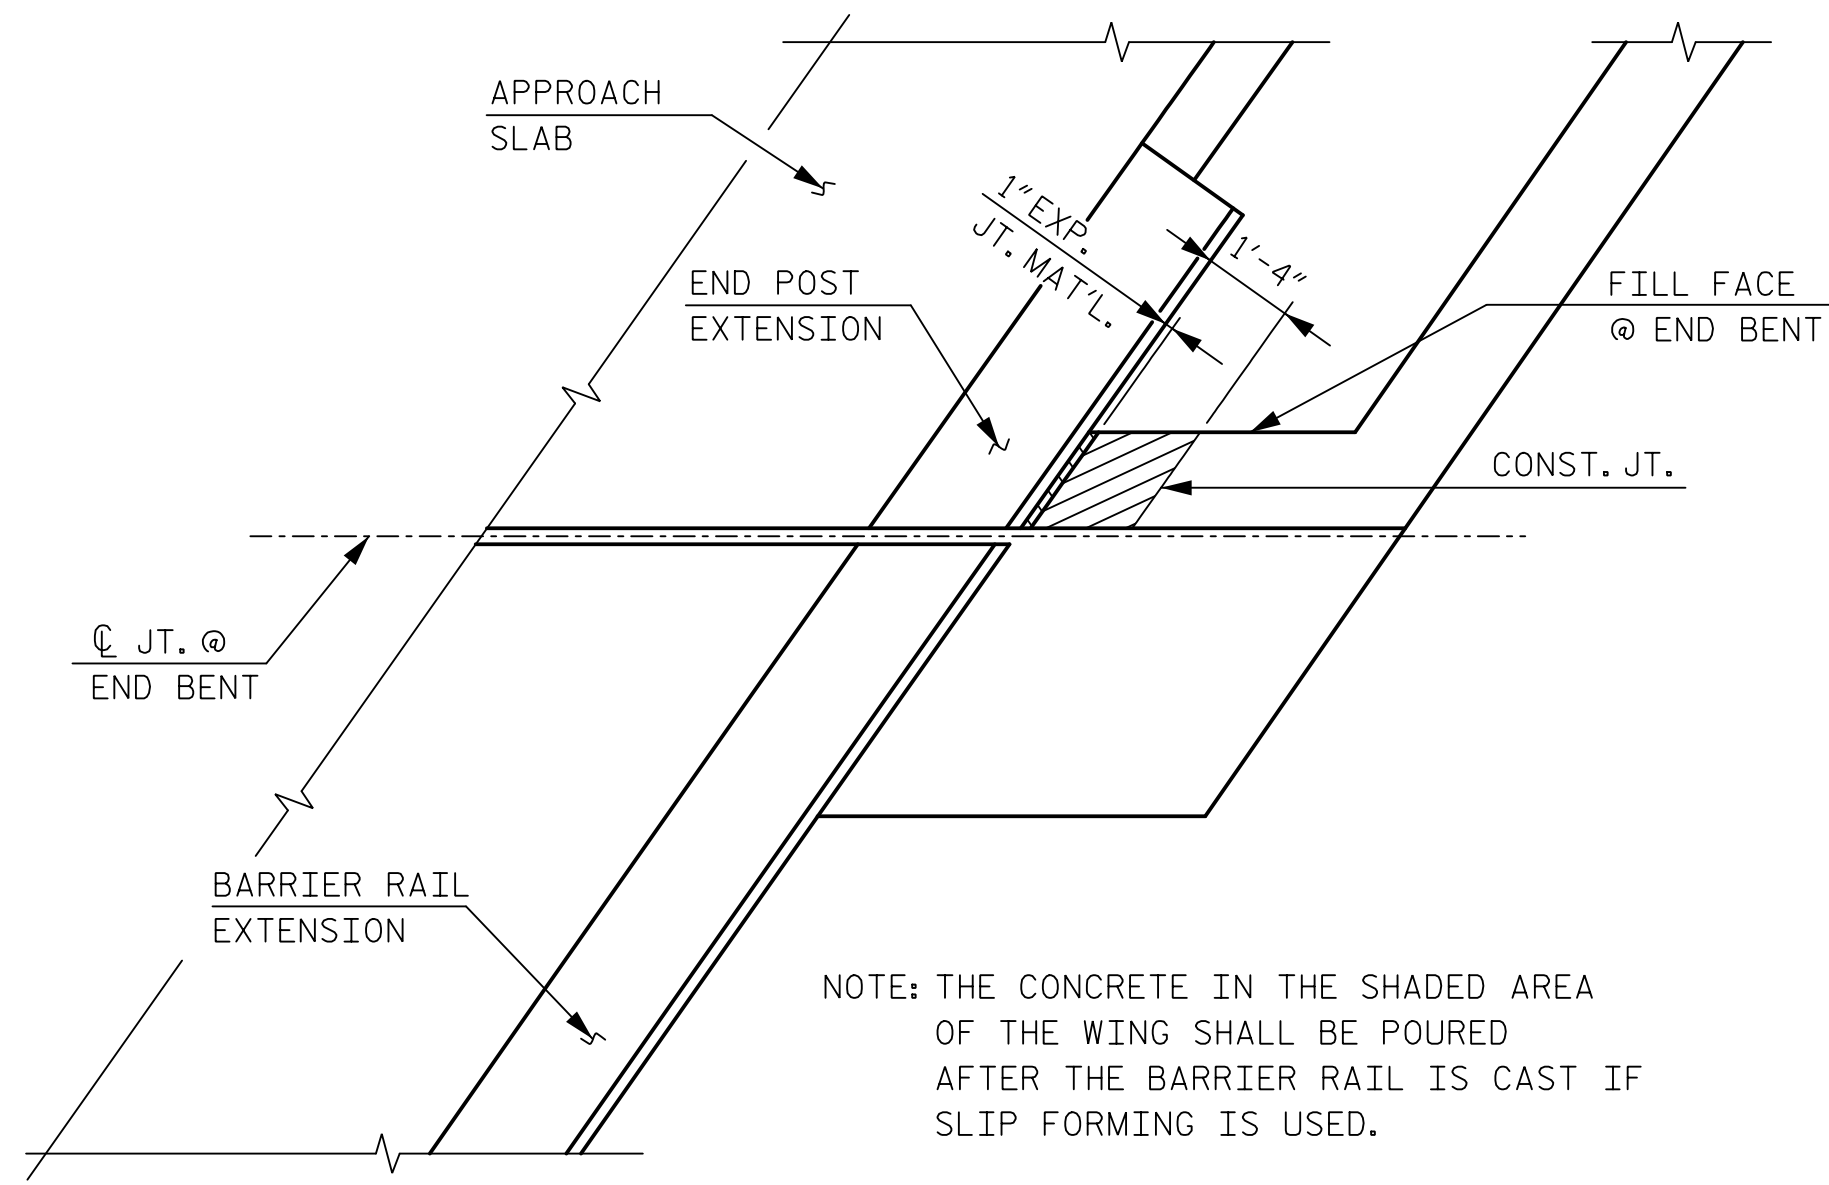 APPROACH
SLAB
1" EXP.
JT. MAT'L.
1'-4"
END POST
EXTENSION
FILL FACE
@ END BENT
CONST. JT.
℄ JT. @
END BENT
BARRIER RAIL
EXTENSION
NOTE: THE CONCRETE IN THE SHADED AREA
OF THE WING SHALL BE POURED
AFTER THE BARRIER RAIL IS CAST IF
SLIP FORMING IS USED.